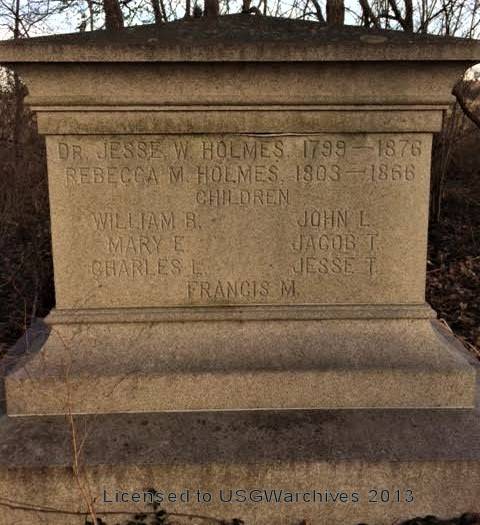 DR. JESSE W. HOLMES. 1799–1876
REBECCA M. HOLMES. 1803–1866
CHILDREN
WILLIAM B. JOHN L.
MARY E. JACOB T.
CHARLES L. JESSE T.
FRANCIS M.
Licensed to USGWarchives 2013